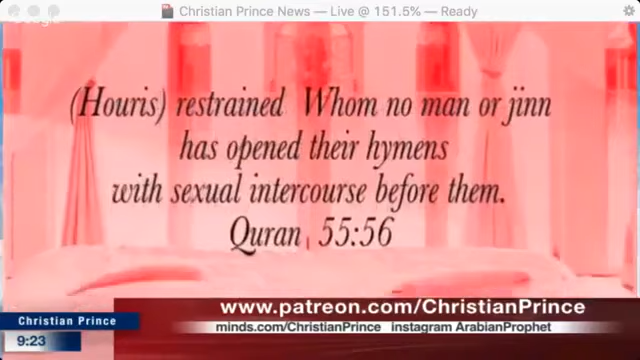 Christian Prince News — Live @ 151.5% — Ready
Google
(Houris) restrained Whom no man or jinn
has opened their hymens
with sexual intercourse before them.
Quran 55:56
www.patreon.com/ChristianPrince
minds.com/ChristianPrince instagram ArabianProphet
Christian Prince
9:23